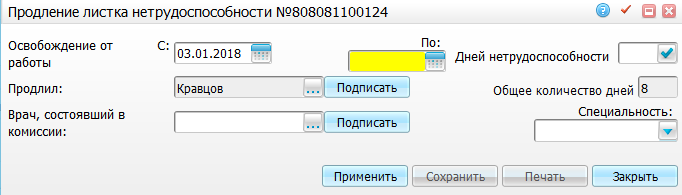 Продление листка нетрудоспособности №808081100124
Освобождение от работы С: 03.01.2018 По: Дней нетрудоспособности
Продлил: Кравцов ... Подписать Общее количество дней 8
Врач, состоявший в комиссии: ... Подписать Специальность:
Применить Сохранить Печать Закрыть